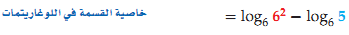 = log₆ 6² − log₆ 5 خاصية القسمة في اللوغاريتمات